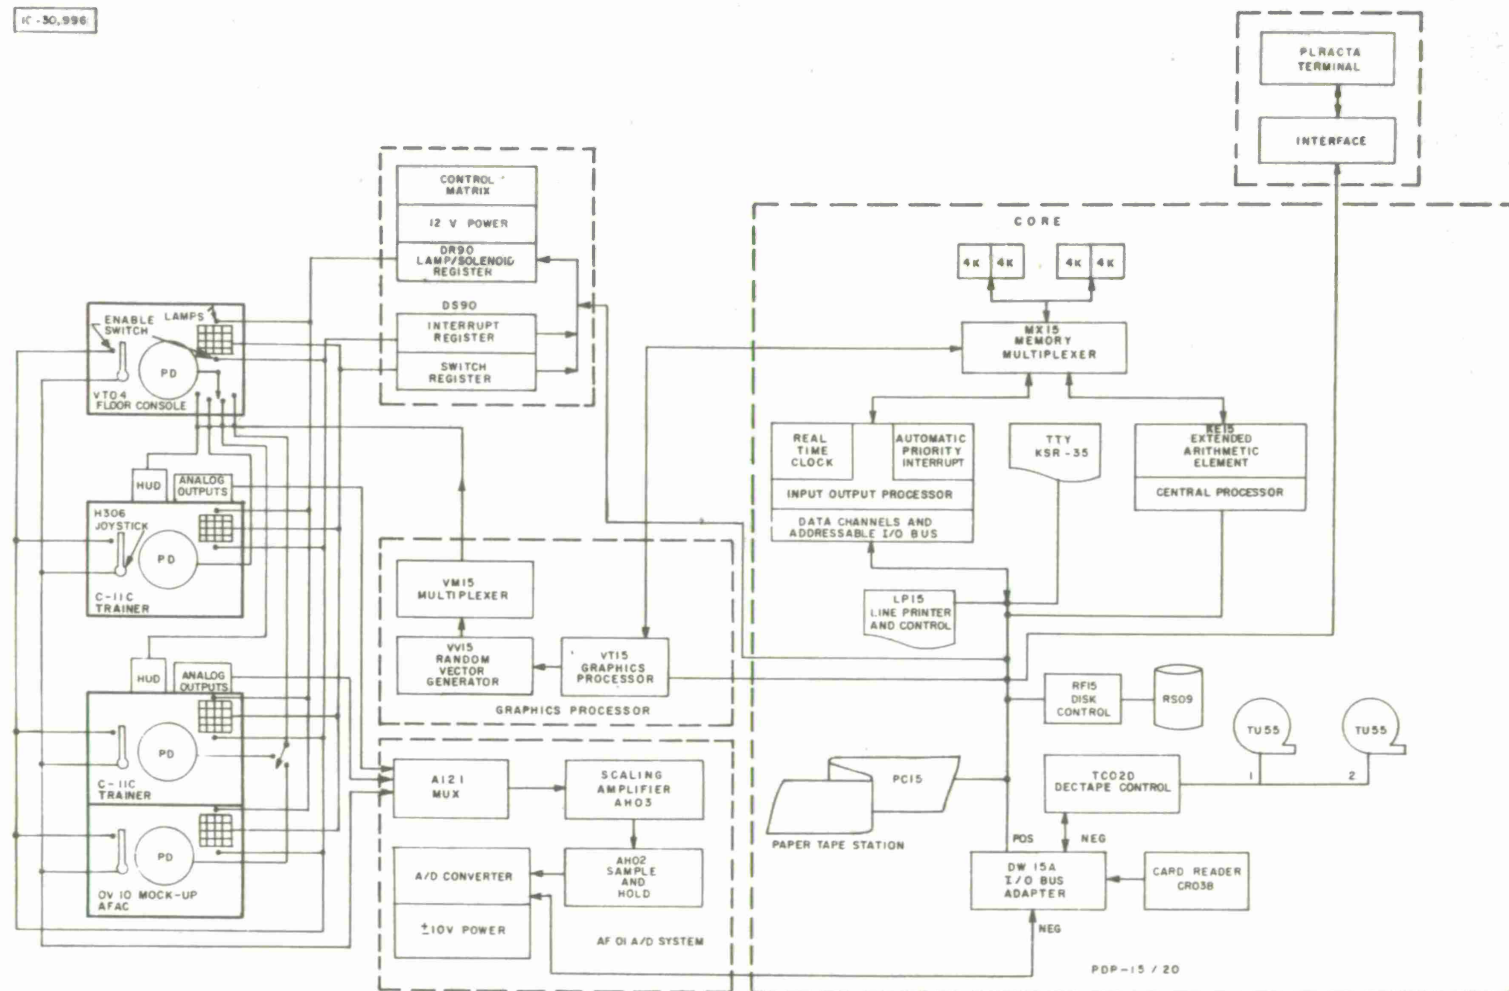 IC-30,996
PLRACTA
TERMINAL
INTERFACE
CONTROL
MATRIX
12 V POWER
DR90
LAMP/SOLENOID
REGISTER
DS90
INTERRUPT
REGISTER
SWITCH
REGISTER
CORE
4K 4K
4K 4K
MX15
MEMORY
MULTIPLEXER
ENABLE
SWITCH
LAMPS
PD
VT04
FLOOR CONSOLE
REAL
TIME
CLOCK
AUTOMATIC
PRIORITY
INTERRUPT
INPUT OUTPUT PROCESSOR
DATA CHANNELS AND
ADDRESSABLE I/O BUS
TTY
KSR-35
KE15
EXTENDED
ARITHMETIC
ELEMENT
CENTRAL PROCESSOR
HUD
ANALOG
OUTPUTS
H306
JOYSTICK
PD
C-11C
TRAINER
VM15
MULTIPLEXER
VV15
RANDOM
VECTOR
GENERATOR
VT15
GRAPHICS
PROCESSOR
GRAPHICS PROCESSOR
LP15
LINE PRINTER
AND CONTROL
HUD
ANALOG
OUTPUTS
PD
C-11C
TRAINER
PD
OV 10 MOCK-UP
AFAC
RF15
DISK
CONTROL
RS09
TU55
TU55
1
2
TC02D
DECTAPE CONTROL
PC15
PAPER TAPE STATION
A121
MUX
SCALING
AMPLIFIER
AH03
AH02
SAMPLE
AND
HOLD
A/D CONVERTER
±10V POWER
AF 01 A/D SYSTEM
POS
NEG
DW 15A
I/O BUS
ADAPTER
CARD READER
CR03B
NEG
PDP-15/20